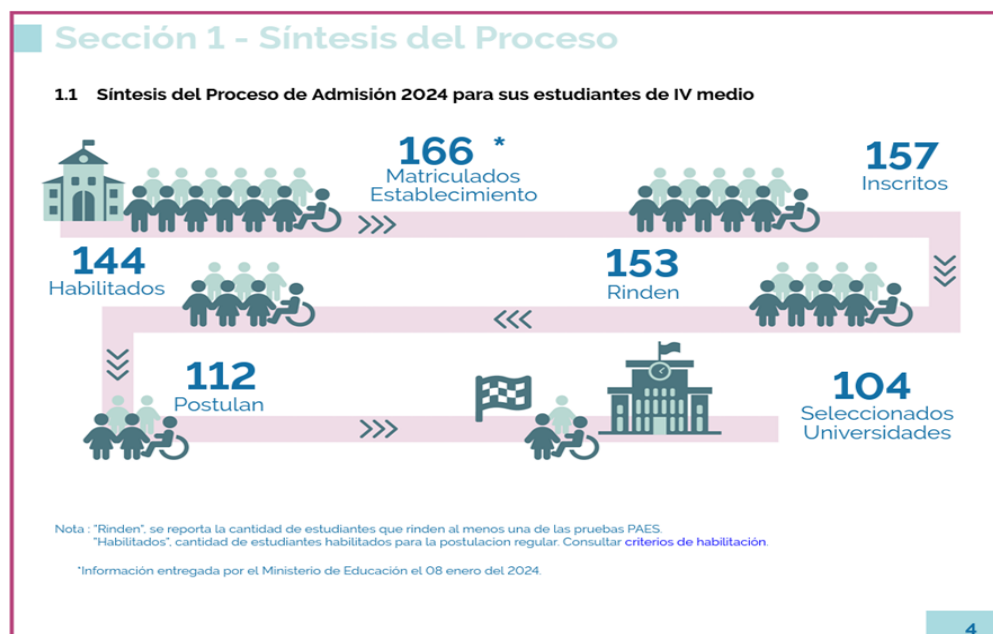 Sección 1 - Síntesis del Proceso
1.1 Síntesis del Proceso de Admisión 2024 para sus estudiantes de IV medio
166 *
Matriculados
Establecimiento
157
Inscritos
144
Habilitados
153
Rinden
112
Postulan
104
Seleccionados
Universidades
Nota : "Rinden", se reporta la cantidad de estudiantes que rinden al menos una de las pruebas PAES.
"Habilitados", cantidad de estudiantes habilitados para la postulacion regular. Consultar criterios de habilitación.
*Información entregada por el Ministerio de Educación el 08 enero del 2024.
4